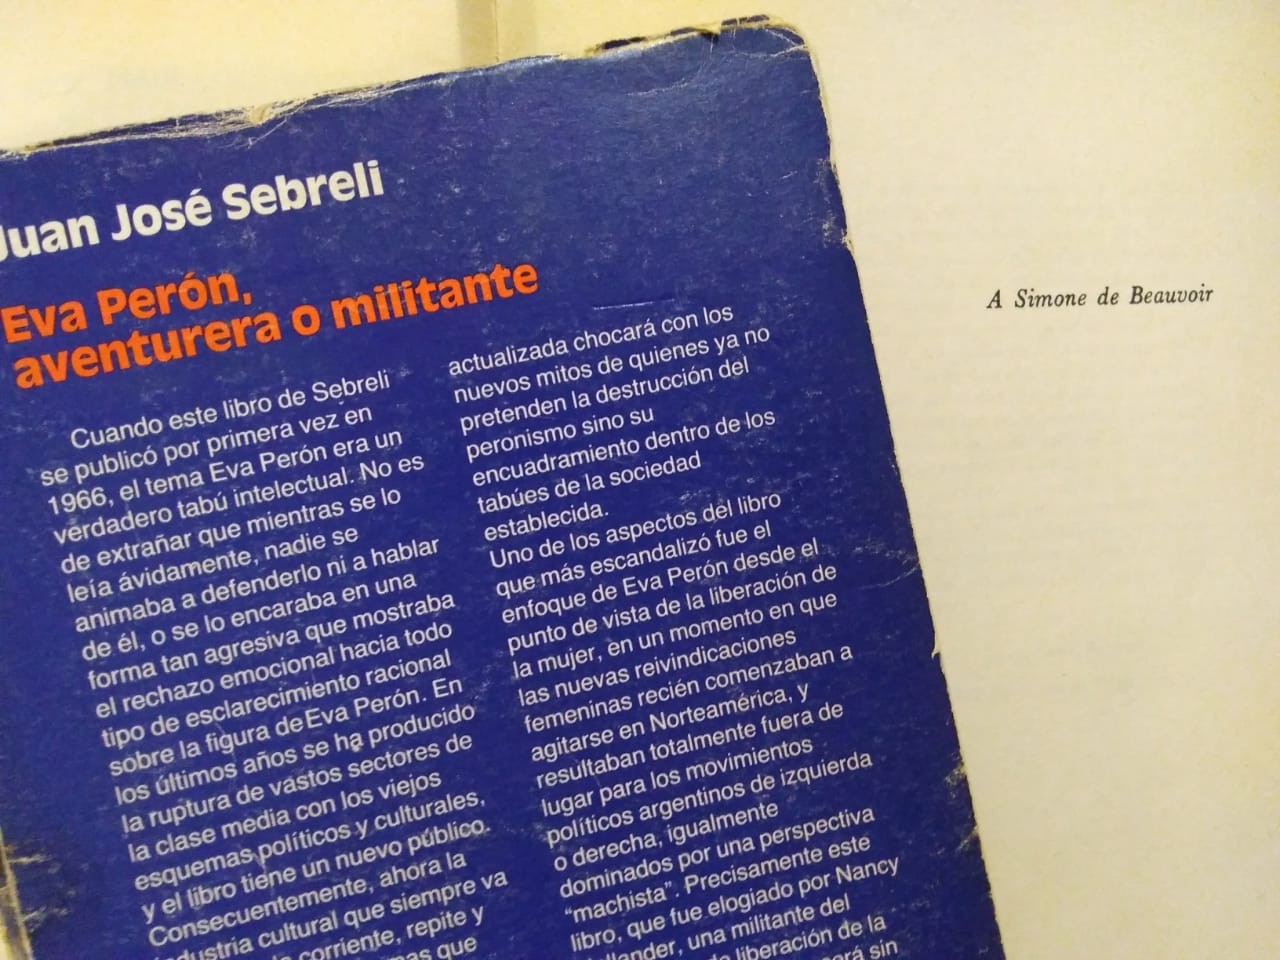 Juan José Sebreli
Eva Perón,
aventurera o militante
Cuando este libro de Sebreli
se publicó por primera vez en
1966, el tema Eva Perón era un
verdadero tabú intelectual. No es
de extrañar que mientras se lo
leía ávidamente, nadie se
animaba a defenderlo ni a hablar
de él, o se lo encaraba en una
forma tan agresiva que mostraba
el rechazo emocional hacia todo
tipo de esclarecimiento racional
sobre la figura de Eva Perón. En
los últimos años se ha producido
la ruptura de vastos sectores de
la clase media con los viejos
esquemas políticos y culturales,
y el libro tiene un nuevo público.
Consecuentemente, ahora la
industria cultural que siempre va
corriente, repite y
que
actualizada chocará con los
nuevos mitos de quienes ya no
pretenden la destrucción del
peronismo sino su
encuadramiento dentro de los
tabúes de la sociedad
establecida.
Uno de los aspectos del libro
que más escandalizó fue el
enfoque de Eva Perón desde el
punto de vista de la liberación de
la mujer, en un momento en que
las nuevas reivindicaciones
femeninas recién comenzaban a
agitarse en Norteamérica, y
resultaban totalmente fuera de
lugar para los movimientos
políticos argentinos de izquierda
o derecha, igualmente
dominados por una perspectiva
“machista”. Precisamente este
libro, que fue elogiado por Nancy
una militante del
de liberación de la
sin
A Simone de Beauvoir